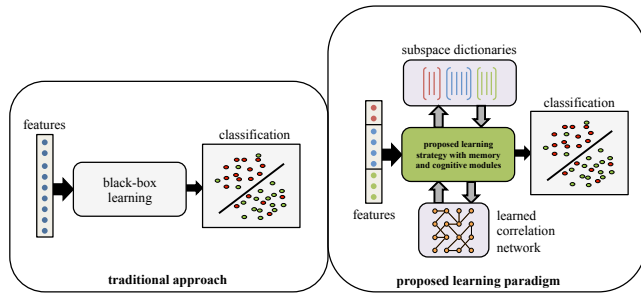 features
classification
black-box
learning
traditional approach
subspace dictionaries
classification
proposed learning
strategy with memory
and cognitive modules
features
learned
correlation
network
proposed learning paradigm